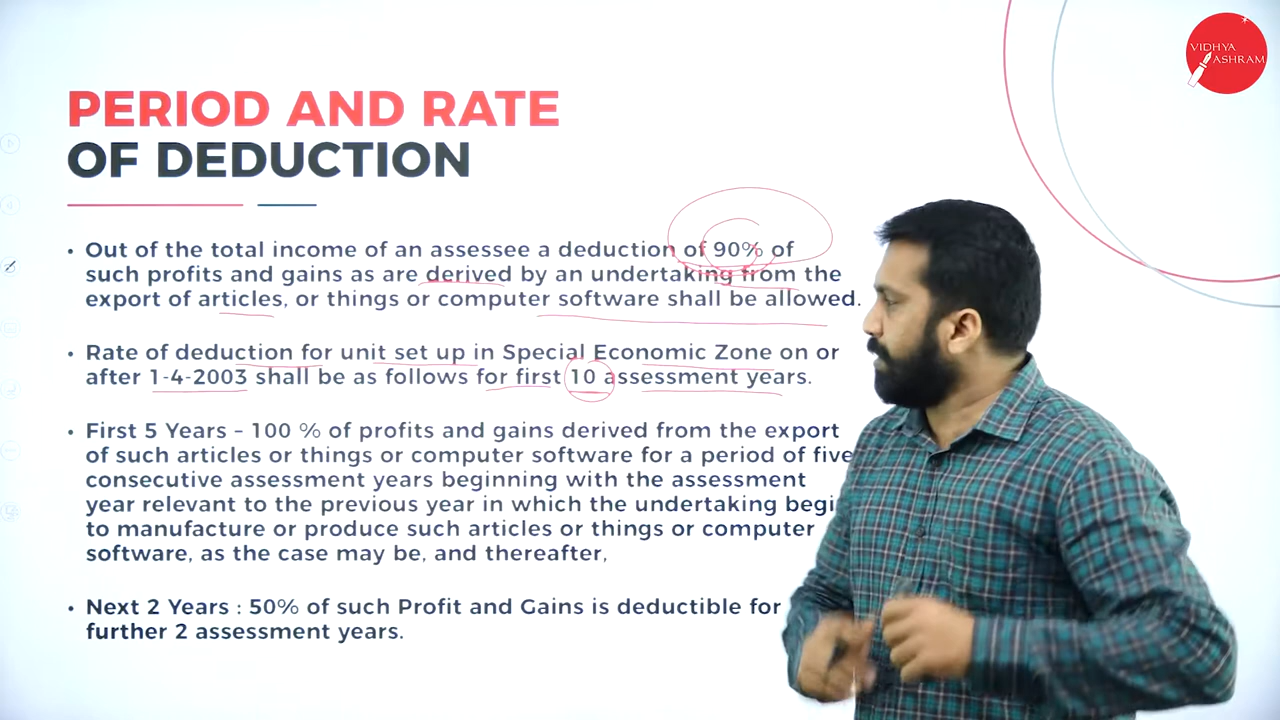 VIDHYA
ASHRAM
PERIOD AND RATE
OF DEDUCTION
• Out of the total income of an assessee a deduction of 90% of
such profits and gains as are derived by an undertaking from the
export of articles, or things or computer software shall be allowed.
• Rate of deduction for unit set up in Special Economic Zone on or
after 1-4-2003 shall be as follows for first 10 assessment years.
• First 5 Years - 100 % of profits and gains derived from the export
of such articles or things or computer software for a period of five
consecutive assessment years beginning with the assessment
year relevant to the previous year in which the undertaking begi
to manufacture or produce such articles or things or computer
software, as the case may be, and thereafter,
• Next 2 Years : 50% of such Profit and Gains is deductible for
further 2 assessment years.